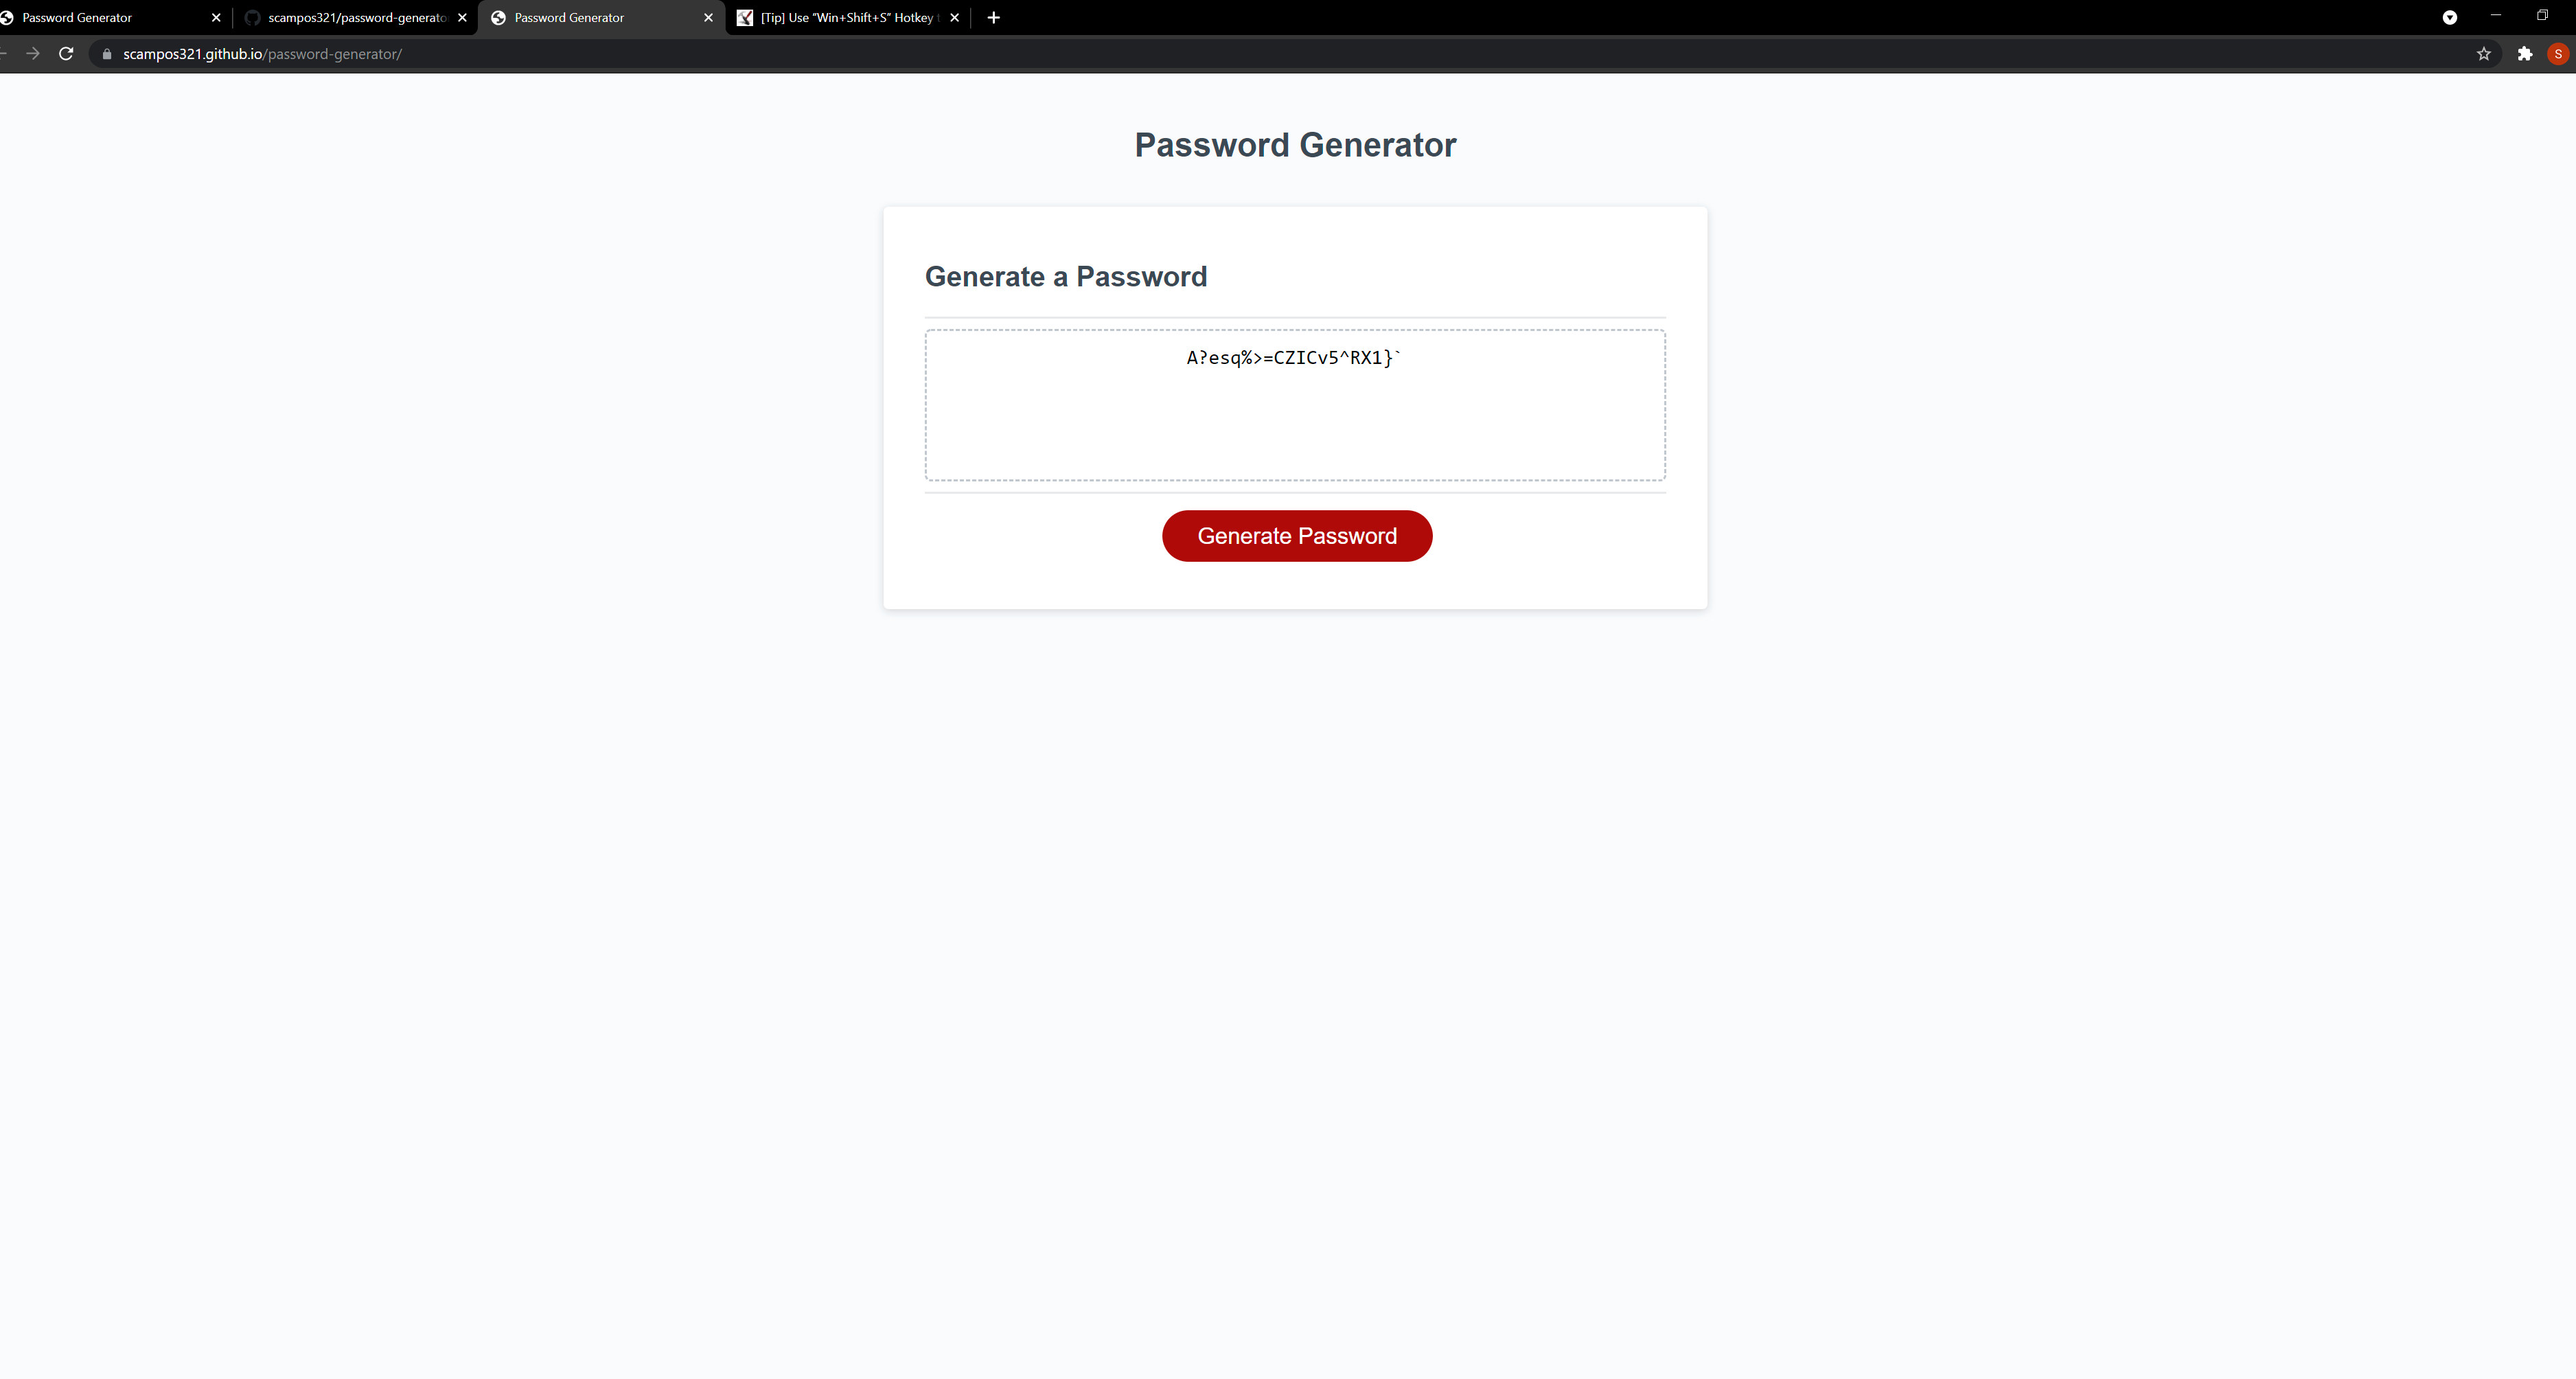 Password Generator
scampos321/password-generato
Password Generator
[Tip] Use "Win+Shift+S" Hotkey
scampos321.github.io/password-generator/
S
Password Generator
Generate a Password
A?esq%>=CZICv5^RX1}`
Generate Password